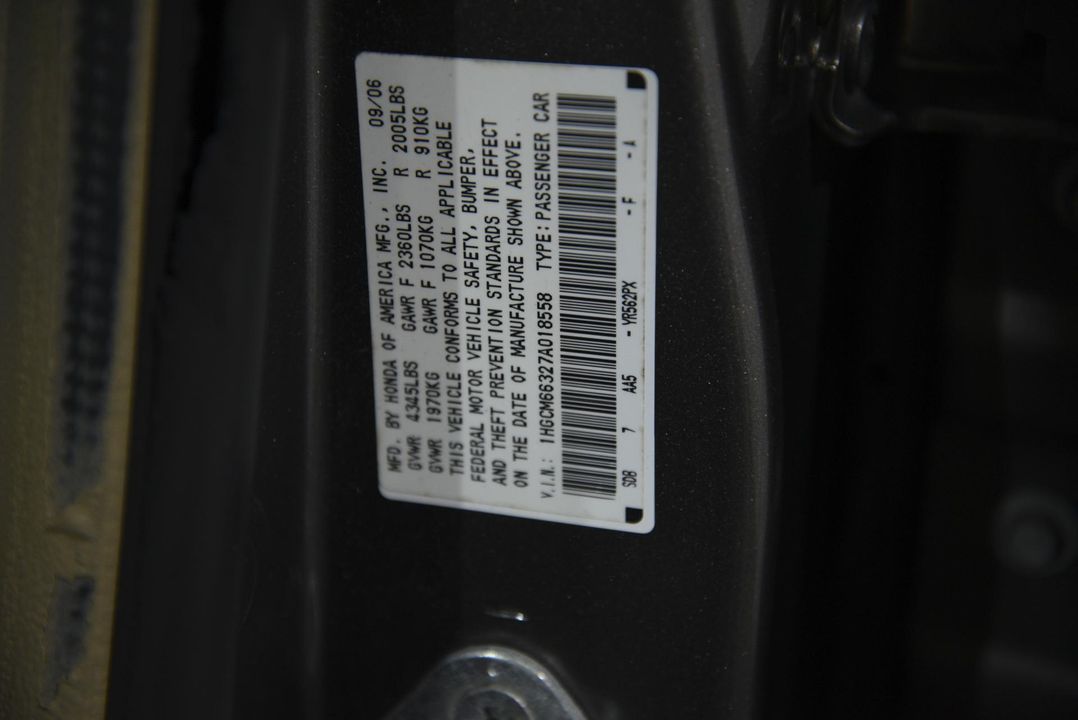 MFD. BY HONDA OF AMERICA MFG., INC. 09/06
GVWR 4345LBS GAWR F 2360LBS R 2005LBS
GVWR 1970KG GAWR F 1070KG R 910KG
THIS VEHICLE CONFORMS TO ALL APPLICABLE
FEDERAL MOTOR VEHICLE SAFETY, BUMPER,
AND THEFT PREVENTION STANDARDS IN EFFECT
ON THE DATE OF MANUFACTURE SHOWN ABOVE.
V.I.N.: 1HGCM66327A018558 TYPE:PASSENGER CAR
SDB 7 AA5 - YR562PX - F - A